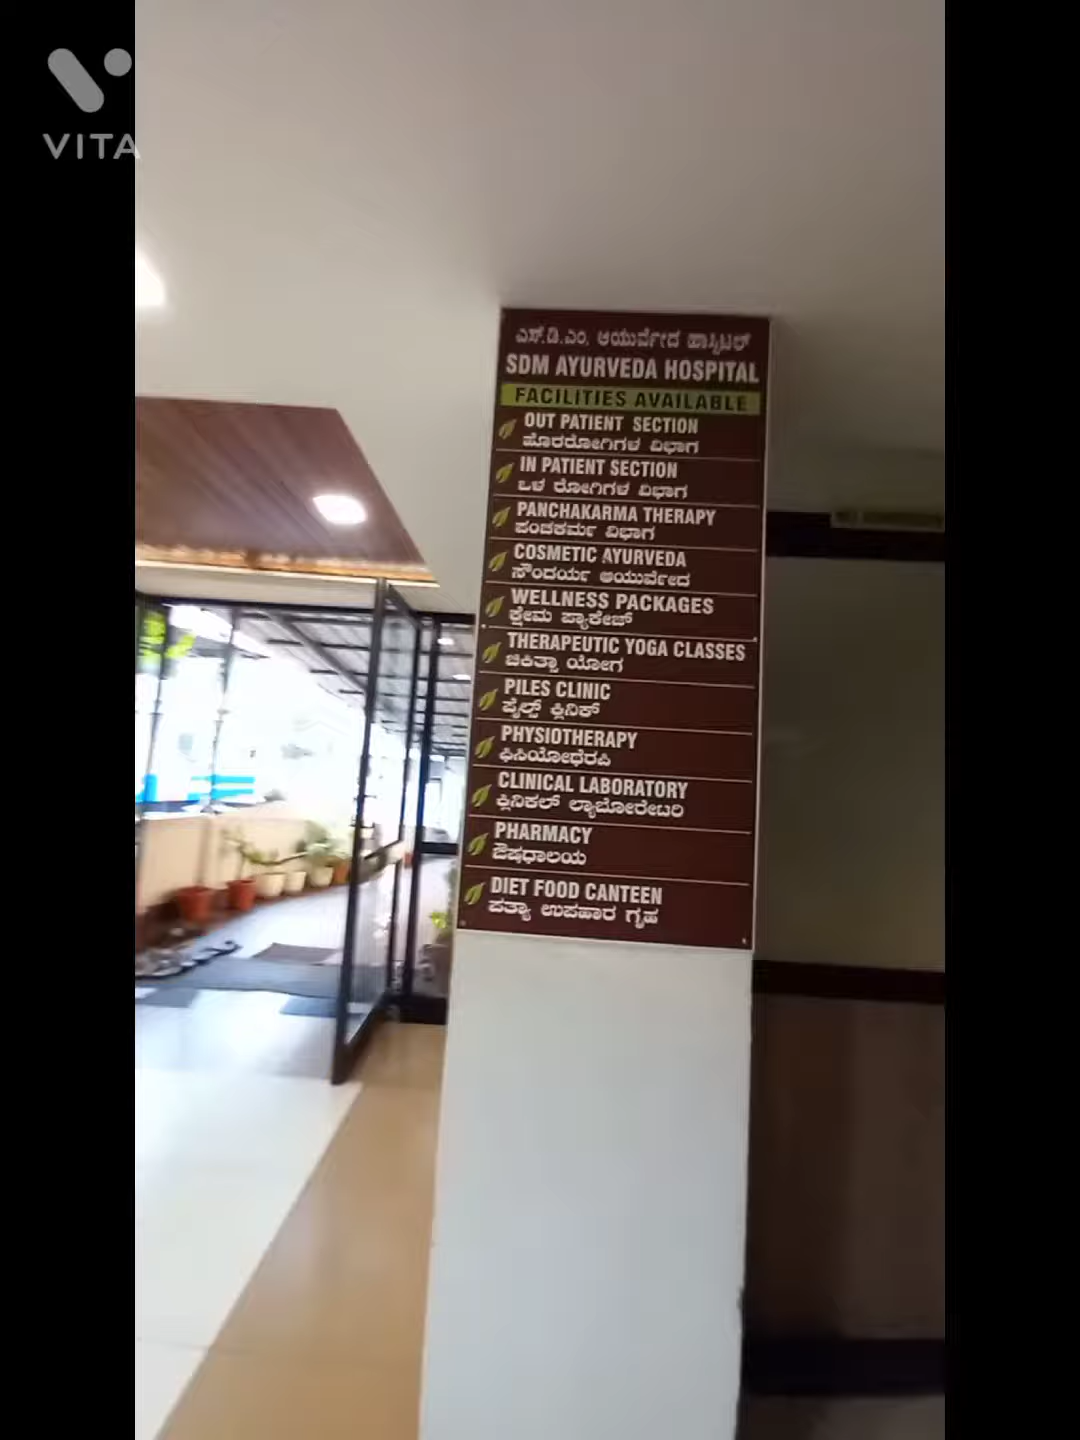 VITA
ಎಸ್.ಡಿ.ಎಂ. ಆಯುರ್ವೇದ ಹಾಸ್ಪಿಟಲ್
SDM AYURVEDA HOSPITAL
FACILITIES AVAILABLE
OUT PATIENT SECTION
ಹೊರರೋಗಿಗಳ ವಿಭಾಗ
IN PATIENT SECTION
ಒಳ ರೋಗಿಗಳ ವಿಭಾಗ
PANCHAKARMA THERAPY
ಪಂಚಕರ್ಮ ವಿಭಾಗ
COSMETIC AYURVEDA
ಸೌಂದರ್ಯ ಆಯುರ್ವೇದ
WELLNESS PACKAGES
ಕ್ಷೇಮ ಪ್ಯಾಕೇಜ್
THERAPEUTIC YOGA CLASSES
ಚಿಕಿತ್ಸಾ ಯೋಗ
PILES CLINIC
ಪೈಲ್ಸ್ ಕ್ಲಿನಿಕ್
PHYSIOTHERAPY
ಫಿಸಿಯೋಥೆರಪಿ
CLINICAL LABORATORY
ಕ್ಲಿನಿಕಲ್ ಲ್ಯಾಬೋರೇಟರಿ
PHARMACY
ಔಷಧಾಲಯ
DIET FOOD CANTEEN
ಪತ್ಯಾ ಉಪಹಾರ ಗೃಹ